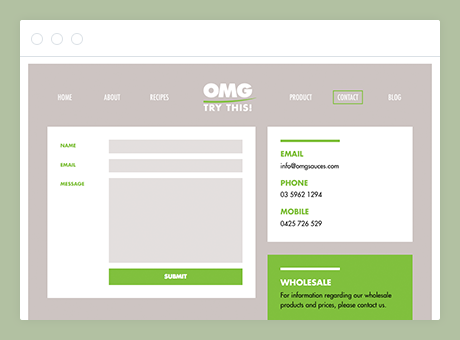 HOME
ABOUT
RECIPES
OMG
TRY THIS!
PRODUCT
CONTACT
BLOG
NAME
EMAIL
MESSAGE
SUBMIT
EMAIL
info@omgsauces.com
PHONE
03 5962 1294
MOBILE
0425 726 529
WHOLESALE
For information regarding our wholesale
products and prices, please contact us.